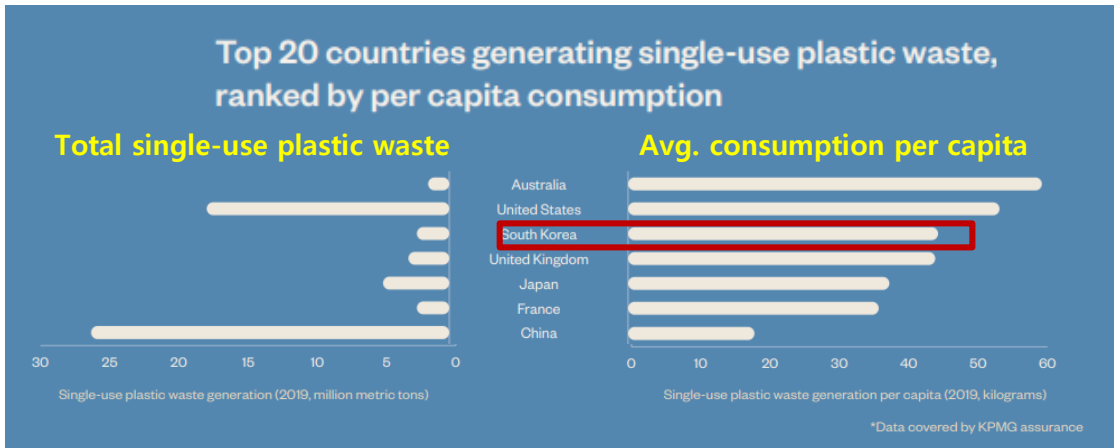 Top 20 countries generating single-use plastic waste,
ranked by per capita consumption
Total single-use plastic waste
Avg. consumption per capita
Australia
United States
South Korea
United Kingdom
Japan
France
China
30 25 20 15 10 5 0
0 10 20 30 40 50 60
Single-use plastic waste generation (2019, million metric tons)
Single-use plastic waste generation per capita (2019, kilograms)
*Data covered by KPMG assurance